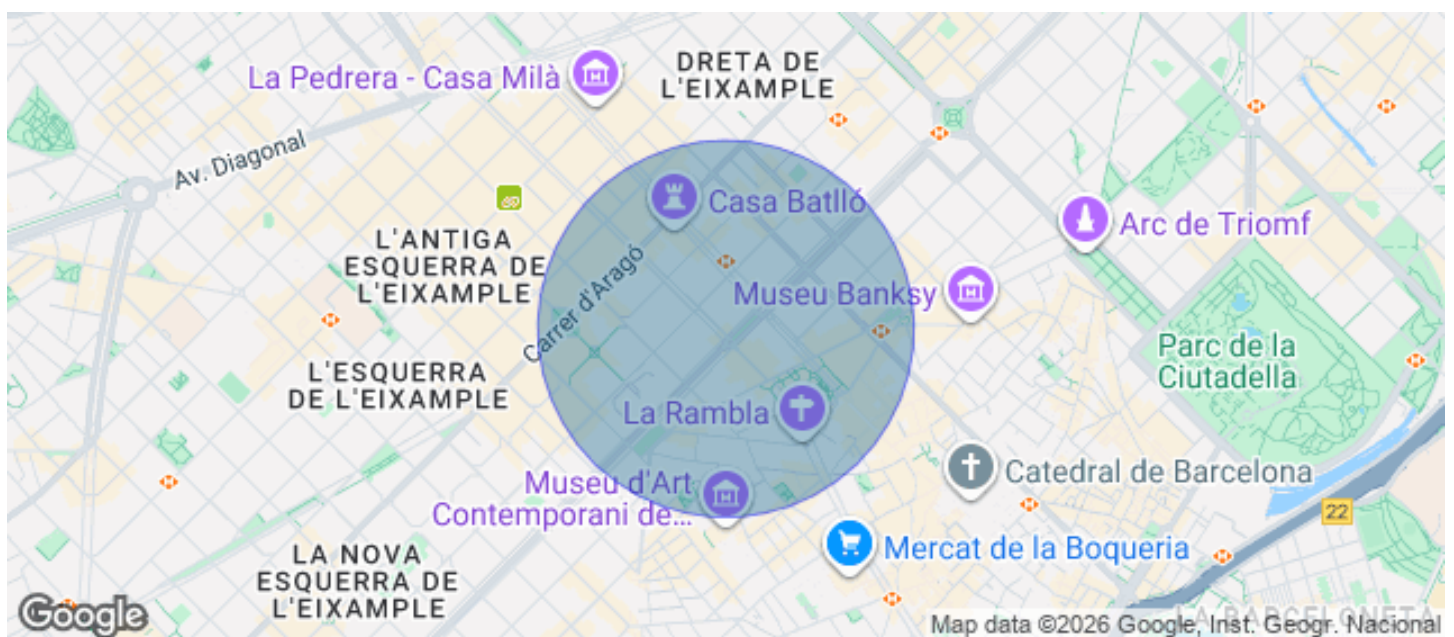 DRETA DE
L'EIXAMPLE
La Pedrera - Casa Milà
Av. Diagonal
Casa Batlló
Arc de Triomf
L'ANTIGA
ESQUERRA DE
L'EIXAMPLE
Carrer d'Aragó
Museu Banksy
Parc de la
Ciutadella
L'ESQUERRA
DE L'EIXAMPLE
La Rambla
Catedral de Barcelona
Museu d'Art
Contemporani de...
22
Mercat de la Boqueria
LA NOVA
ESQUERRA DE
L'EIXAMPLE
LA BARCELONETA
Google
Map data ©2026 Google, Inst. Geogr. Nacional